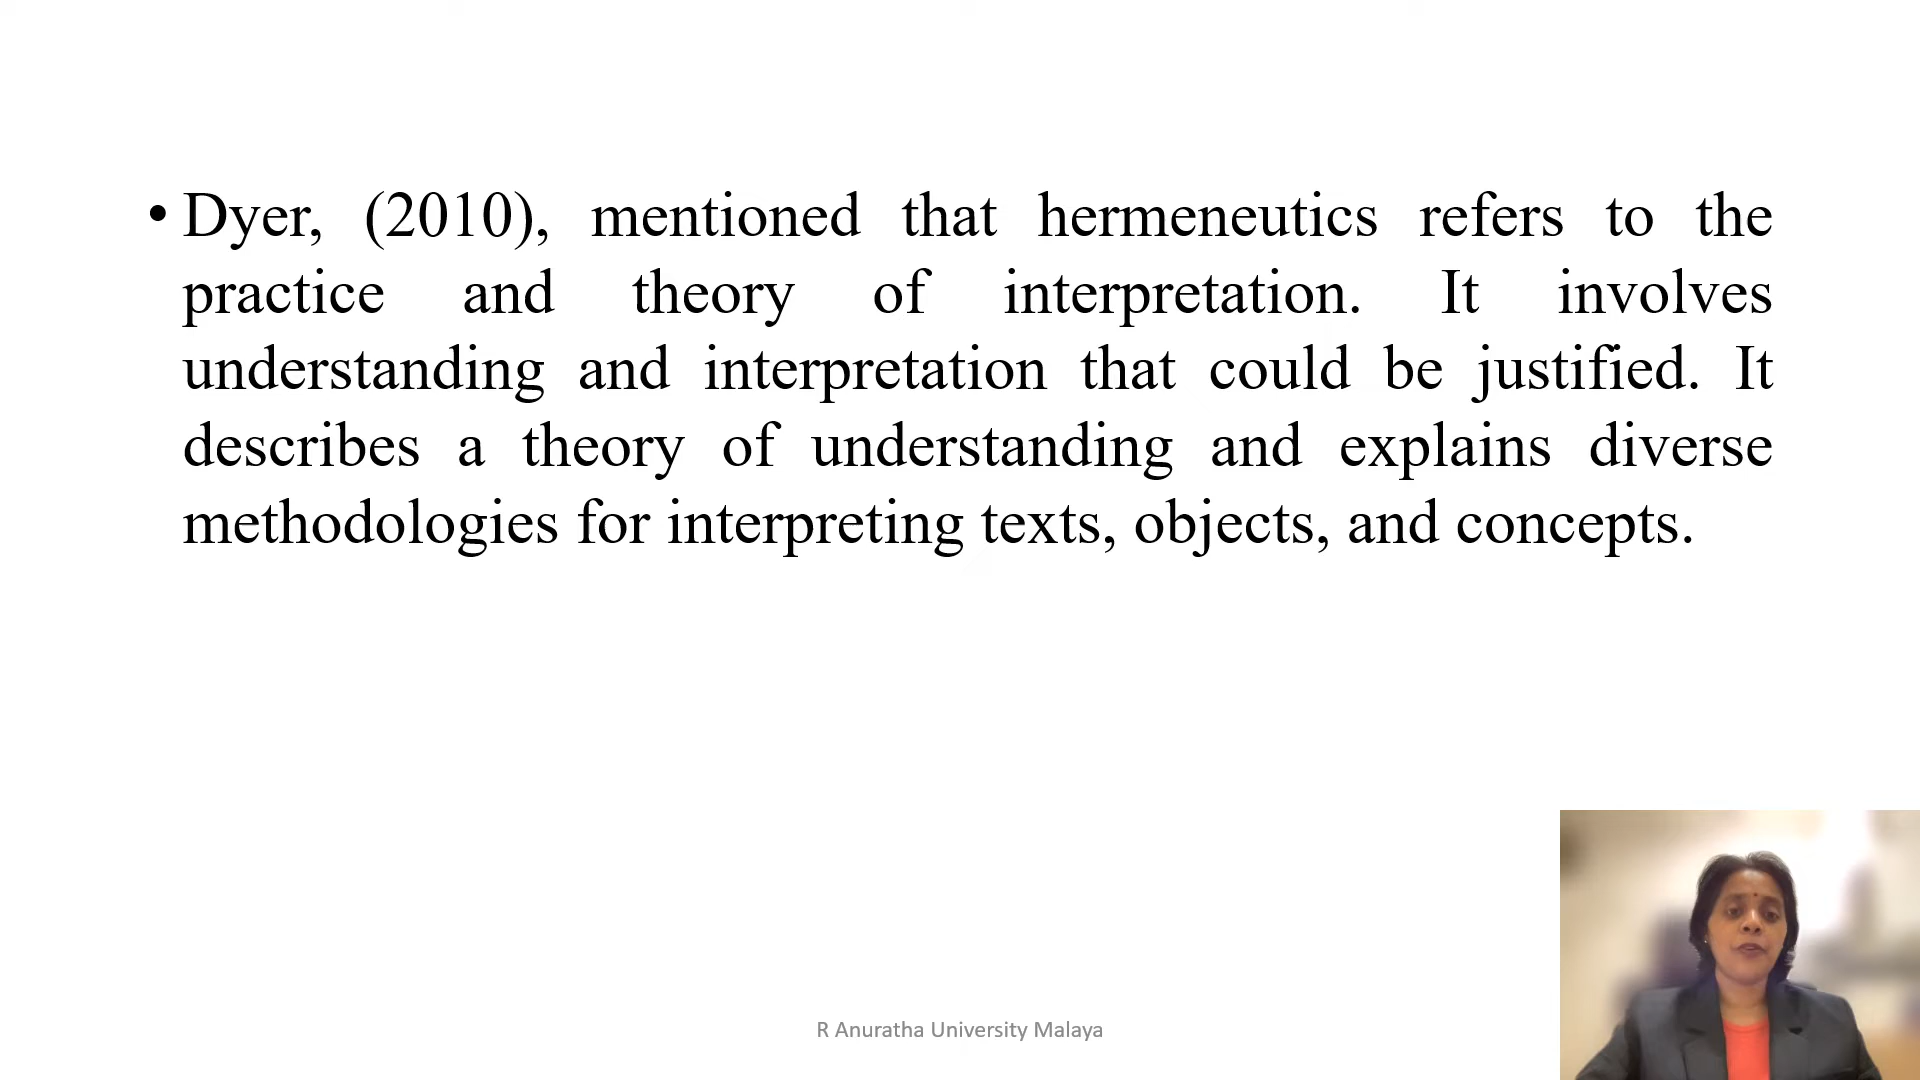 • Dyer, (2010), mentioned that hermeneutics refers to the
practice and theory of interpretation. It involves
understanding and interpretation that could be justified. It
describes a theory of understanding and explains diverse
methodologies for interpreting texts, objects, and concepts.
R Anuratha University Malaya